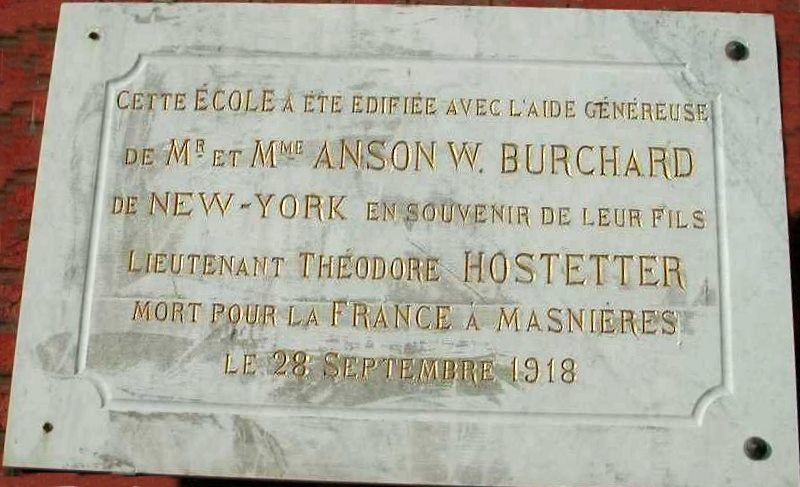 CETTE ÉCOLE A ÉTÉ EDIFIÉE AVEC L'AIDE GÉNÉREUSE
DE MR ET MME ANSON W. BURCHARD
DE NEW-YORK EN SOUVENIR DE LEUR FILS
LIEUTENANT THÉODORE HOSTETTER
MORT POUR LA FRANCE A MASNIÈRES
LE 28 SEPTEMBRE 1918